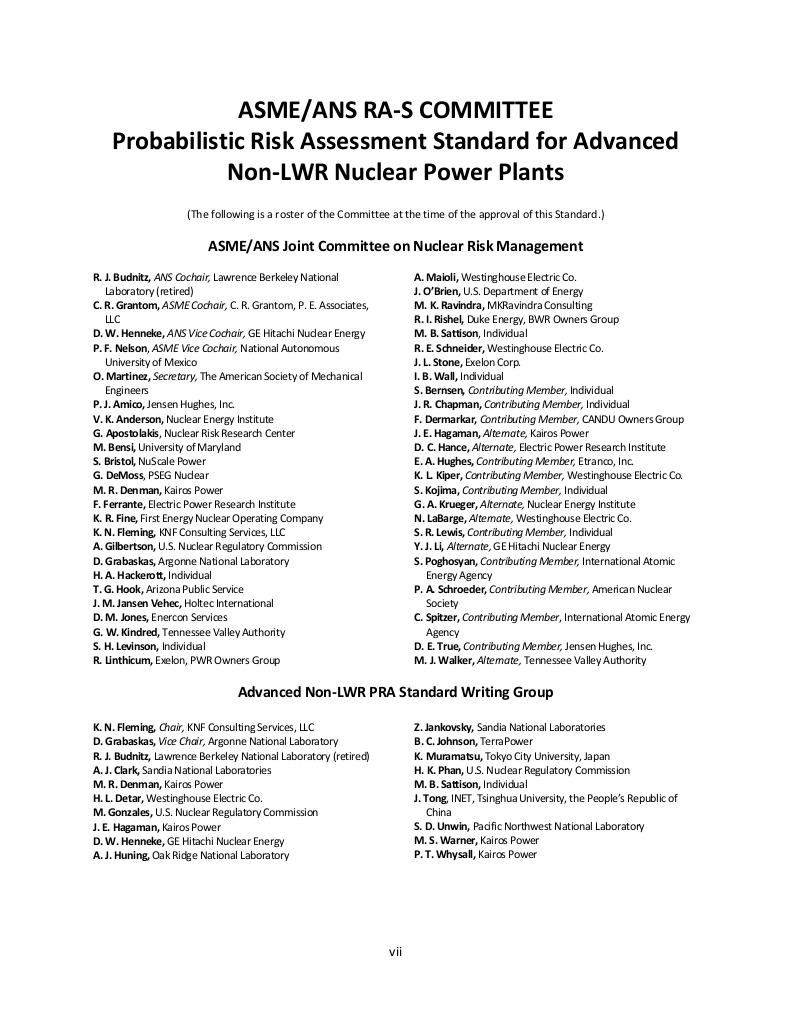 ASME/ANS RA-S COMMITTEE
Probabilistic Risk Assessment Standard for Advanced
Non-LWR Nuclear Power Plants
(The following is a roster of the Committee at the time of the approval of this Standard.)
ASME/ANS Joint Committee on Nuclear Risk Management
R. J. Budnitz, ANS Cochair, Lawrence Berkeley National
Laboratory (retired)
C. R. Grantom, ASME Cochair, C. R. Grantom, P. E. Associates,
LLC
D. W. Henneke, ANS Vice Cochair, GE Hitachi Nuclear Energy
P. F. Nelson, ASME Vice Cochair, National Autonomous
University of Mexico
O. Martinez, Secretary, The American Society of Mechanical
Engineers
P. J. Amico, Jensen Hughes, Inc.
V. K. Anderson, Nuclear Energy Institute
G. Apostolakis, Nuclear Risk Research Center
M. Bensi, University of Maryland
S. Bristol, NuScale Power
G. DeMoss, PSEG Nuclear
M. R. Denman, Kairos Power
F. Ferrante, Electric Power Research Institute
K. R. Fine, First Energy Nuclear Operating Company
K. N. Fleming, KNF Consulting Services, LLC
A. Gilbertson, U.S. Nuclear Regulatory Commission
D. Grabaskas, Argonne National Laboratory
H. A. Hackerott, Individual
T. G. Hook, Arizona Public Service
J. M. Jansen Vehec, Holtec International
D. M. Jones, Enercon Services
G. W. Kindred, Tennessee Valley Authority
S. H. Levinson, Individual
R. Linthicum, Exelon, PWR Owners Group
A. Maioli, Westinghouse Electric Co.
J. O’Brien, U.S. Department of Energy
M. K. Ravindra, MKRavindra Consulting
R. I. Rishel, Duke Energy, BWR Owners Group
M. B. Sattison, Individual
R. E. Schneider, Westinghouse Electric Co.
J. L. Stone, Exelon Corp.
I. B. Wall, Individual
S. Bernsen, Contributing Member, Individual
J. R. Chapman, Contributing Member, Individual
F. Dermarkar, Contributing Member, CANDU Owners Group
J. E. Hagaman, Alternate, Kairos Power
D. C. Hance, Alternate, Electric Power Research Institute
E. A. Hughes, Contributing Member, Etranco, Inc.
K. L. Kiper, Contributing Member, Westinghouse Electric Co.
S. Kojima, Contributing Member, Individual
G. A. Krueger, Alternate, Nuclear Energy Institute
N. LaBarge, Alternate, Westinghouse Electric Co.
S. R. Lewis, Contributing Member, Individual
Y. J. Li, Alternate, GE Hitachi Nuclear Energy
S. Poghosyan, Contributing Member, International Atomic
Energy Agency
P. A. Schroeder, Contributing Member, American Nuclear
Society
C. Spitzer, Contributing Member, International Atomic Energy
Agency
D. E. True, Contributing Member, Jensen Hughes, Inc.
M. J. Walker, Alternate, Tennessee Valley Authority
Advanced Non-LWR PRA Standard Writing Group
K. N. Fleming, Chair, KNF Consulting Services, LLC
D. Grabaskas, Vice Chair, Argonne National Laboratory
R. J. Budnitz, Lawrence Berkeley National Laboratory (retired)
A. J. Clark, Sandia National Laboratories
M. R. Denman, Kairos Power
H. L. Detar, Westinghouse Electric Co.
M. Gonzales, U.S. Nuclear Regulatory Commission
J. E. Hagaman, Kairos Power
D. W. Henneke, GE Hitachi Nuclear Energy
A. J. Huning, Oak Ridge National Laboratory
Z. Jankovsky, Sandia National Laboratories
B. C. Johnson, TerraPower
K. Muramatsu, Tokyo City University, Japan
H. K. Phan, U.S. Nuclear Regulatory Commission
M. B. Sattison, Individual
J. Tong, INET, Tsinghua University, the People’s Republic of
China
S. D. Unwin, Pacific Northwest National Laboratory
M. S. Warner, Kairos Power
P. T. Whysall, Kairos Power
vii